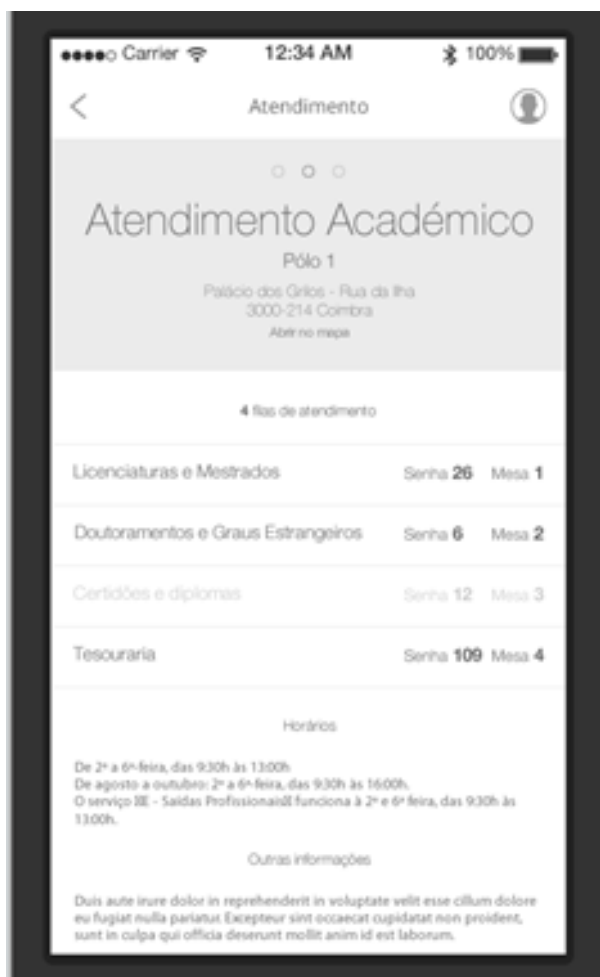 Carrier 12:34 AM 100%
Atendimento
Atendimento Académico
Pólo 1
Palácio dos Grilos - Rua da Ilha
3000-214 Coimbra
Abrir no mapa
4 filas de atendimento
Licenciaturas e Mestrados Senha 26 Mesa 1
Doutoramentos e Graus Estrangeiros Senha 6 Mesa 2
Certidões e diplomas Senha 12 Mesa 3
Tesouraria Senha 109 Mesa 4
Horários
De 2ª a 6ª-feira, das 9:30h às 13:00h
De agosto a outubro: 2ª a 6ª-feira, das 9:30h às 16:00h.
O serviço - Saídas Profissionais funciona à 2ª e 6ª feira, das 9:30h às
13:00h.
Outras informações
Duis aute irure dolor in reprehenderit in voluptate velit esse cillum dolore
eu fugiat nulla pariatur. Excepteur sint occaecat cupidatat non proident,
sunt in culpa qui officia deserunt mollit anim id est laborum.